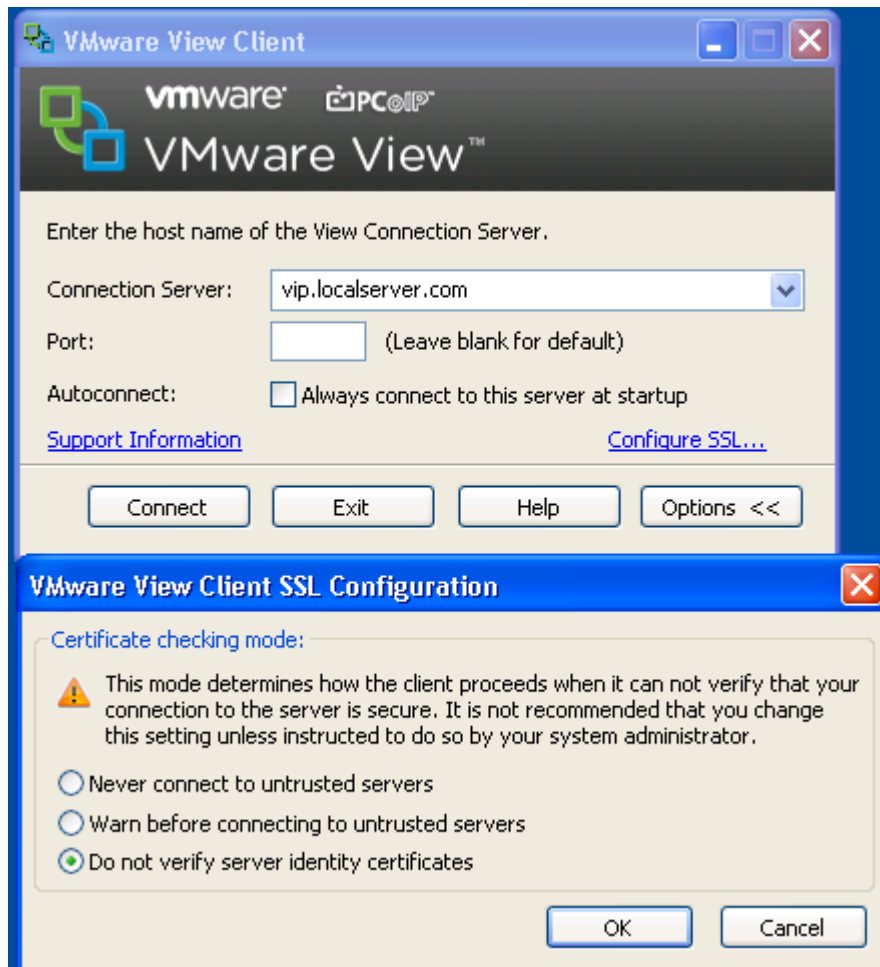 VMware View Client
vmware PCoIP
VMware View™
Enter the host name of the View Connection Server.
Connection Server: vip.localserver.com
Port: (Leave blank for default)
Autoconnect: Always connect to this server at startup
Support Information Configure SSL...
Connect Exit Help Options <<
VMware View Client SSL Configuration
Certificate checking mode:
This mode determines how the client proceeds when it can not verify that your
connection to the server is secure. It is not recommended that you change
this setting unless instructed to do so by your system administrator.
Never connect to untrusted servers
Warn before connecting to untrusted servers
Do not verify server identity certificates
OK Cancel